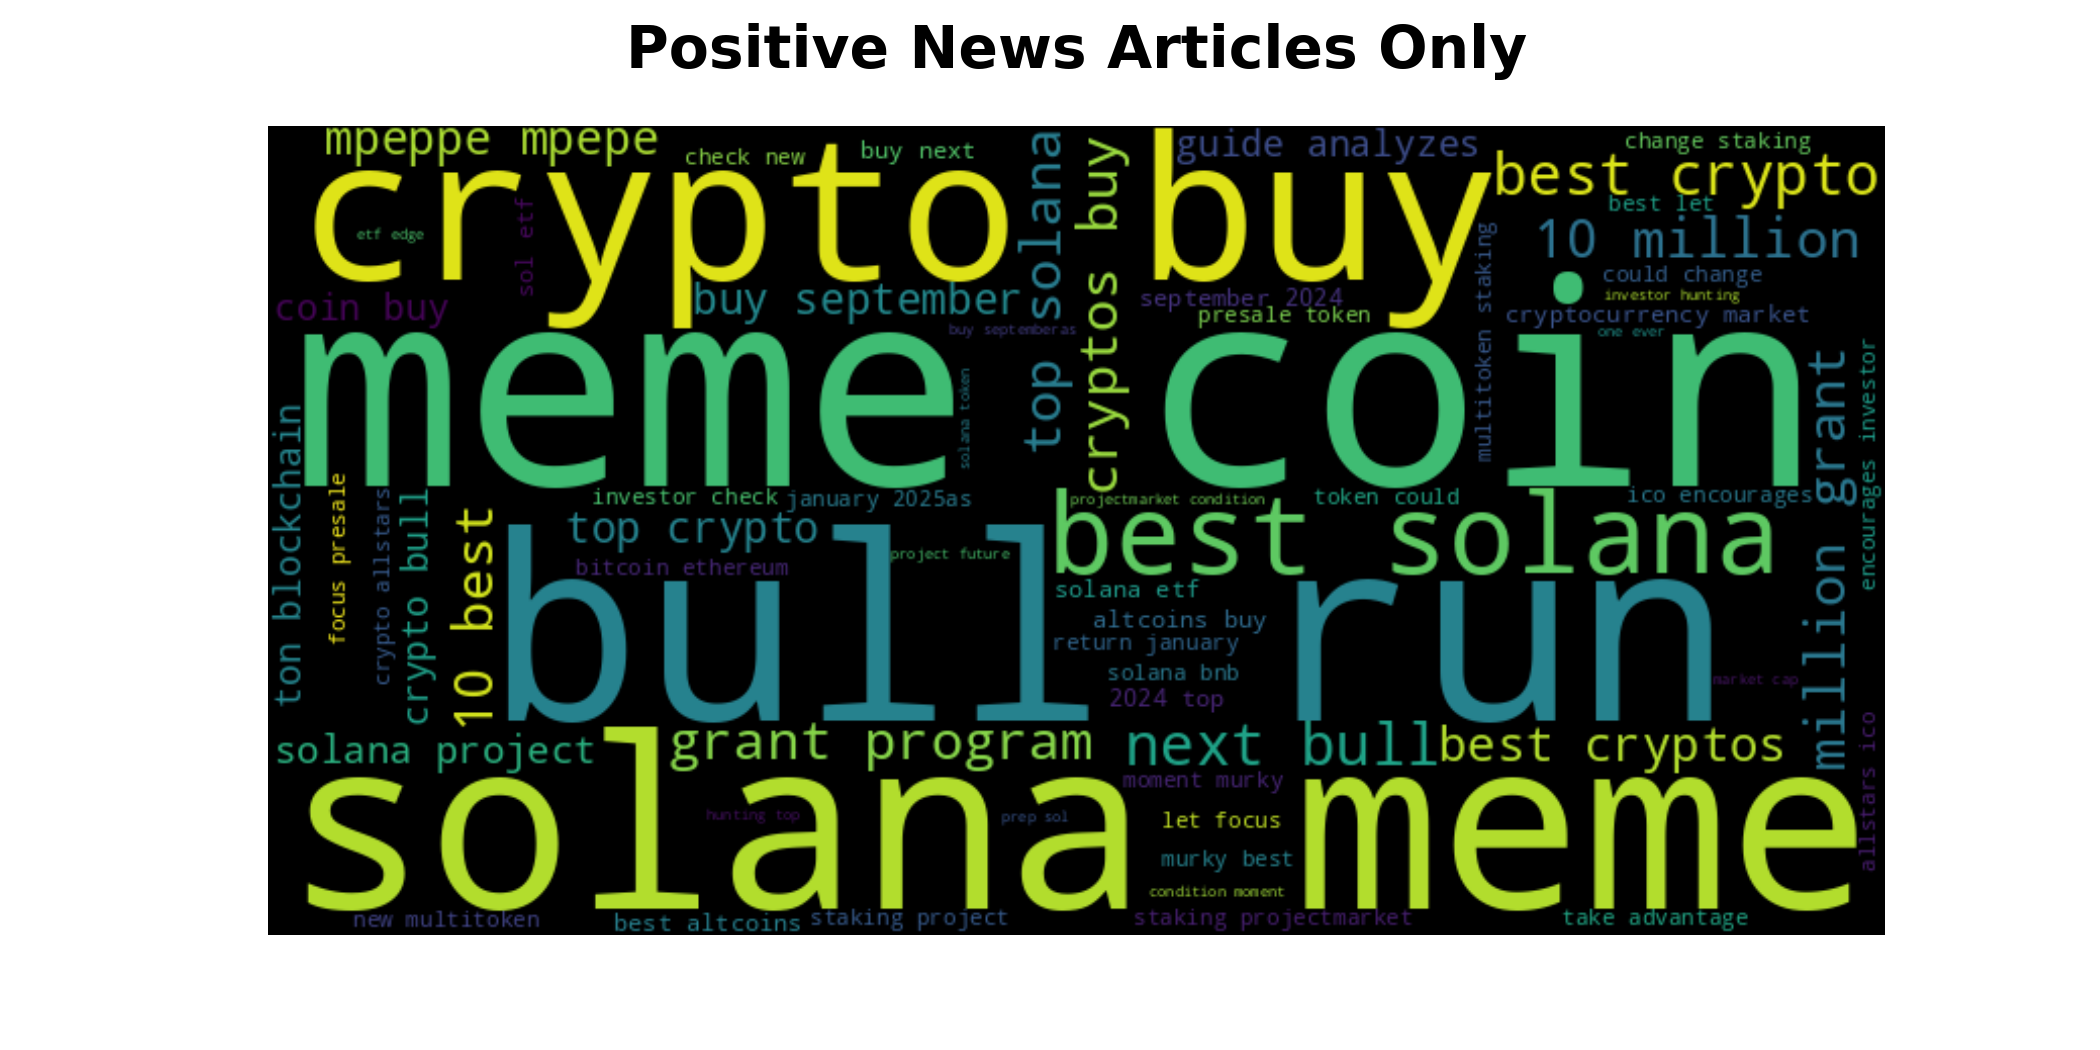 Positive News Articles Only
mpeppe mpepe
check new
buy next
guide analyzes
change staking
crypto buy
best crypto
top solana
cryptos buy
sol etf
etf edge
best let
10 million
multitoken staking
could change
coin buy
buy september
september 2024
investor hunting
presale token
cryptocurrency market
buy septemberas
one ever
meme coin
solana token
million grant
encourages investor
ton blockchain
focus presale
crypto allstars
crypto bull
10 best
investor check
january 2025as
projectmarket condition
token could
ico encourages
top crypto
best solana
project future
bitcoin ethereum
solana etf
bull run
altcoins buy
return january
solana bnb
2024 top
market cap
allstars ico
solana project
grant program
next bull
best cryptos
moment murky
solana meme
hunting top
prep sol
let focus
murky best
condition moment
new multitoken
best altcoins
staking project
staking projectmarket
take advantage